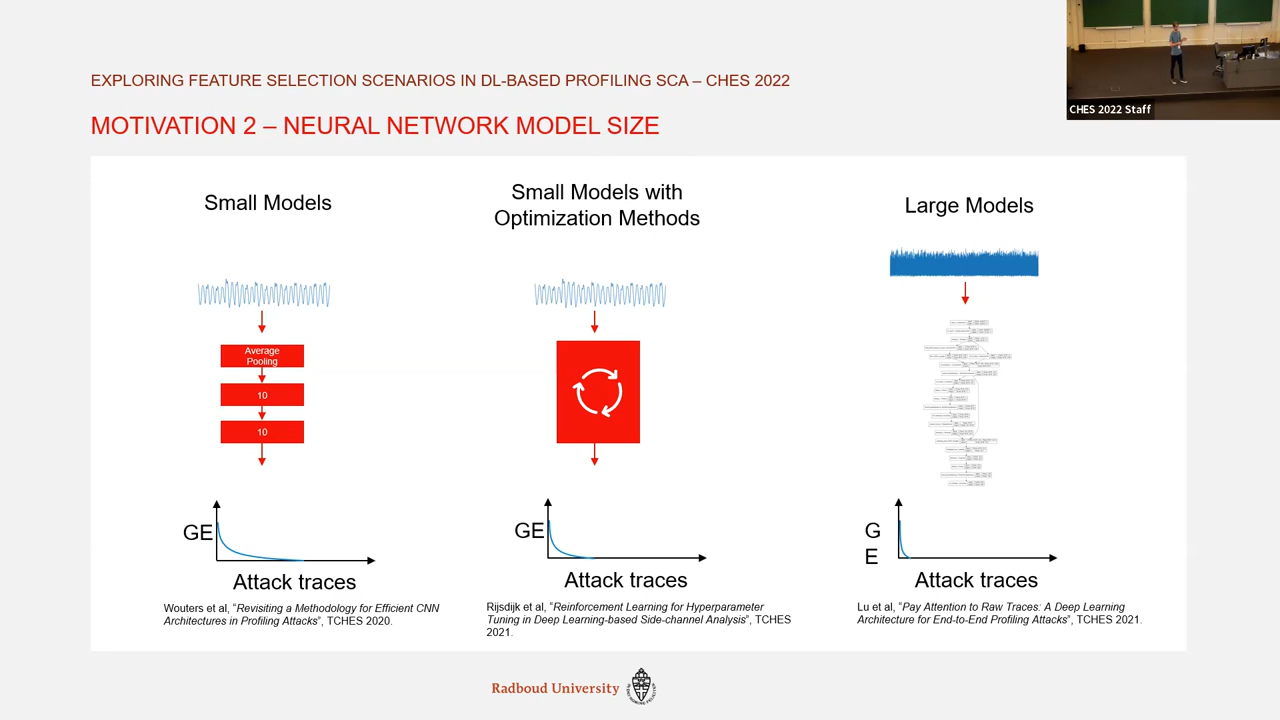 EXPLORING FEATURE SELECTION SCENARIOS IN DL-BASED PROFILING SCA – CHES 2022
MOTIVATION 2 – NEURAL NETWORK MODEL SIZE
CHES 2022 Staff
Small Models
Average
Pooling
10
10
GE
Attack traces
Wouters et al, "Revisiting a Methodology for Efficient CNN
Architectures in Profiling Attacks", TCHES 2020.
Small Models with
Optimization Methods
GE
Attack traces
Rijsdijk et al, "Reinforcement Learning for Hyperparameter
Tuning in Deep Learning-based Side-channel Analysis", TCHES
2021.
Large Models
G
E
Attack traces
Lu et al, "Pay Attention to Raw Traces: A Deep Learning
Architecture for End-to-End Profiling Attacks", TCHES 2021.
Radboud University